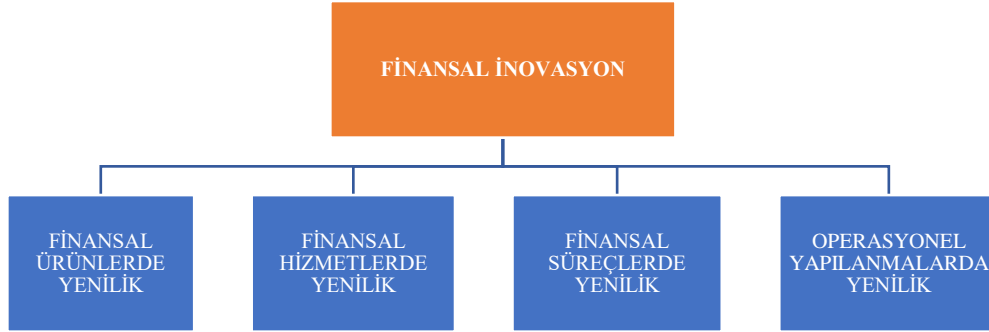 FİNANSAL İNOVASYON
FİNANSAL
ÜRÜNLERDE
YENİLİK
FİNANSAL
HİZMETLERDE
YENİLİK
FİNANSAL
SÜREÇLERDE
YENİLİK
OPERASYONEL
YAPILANMALARDA
YENİLİK